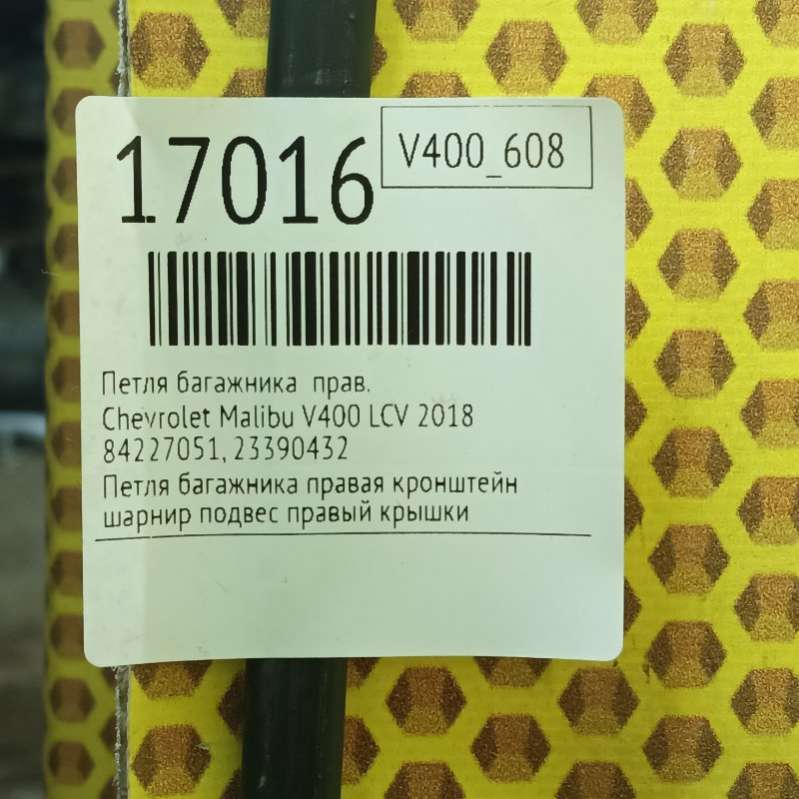 17016
V400_608
Петля багажника прав.
Chevrolet Malibu V400 LCV 2018
84227051, 23390432
Петля багажника правая кронштейн
шарнир подвес правый крышки